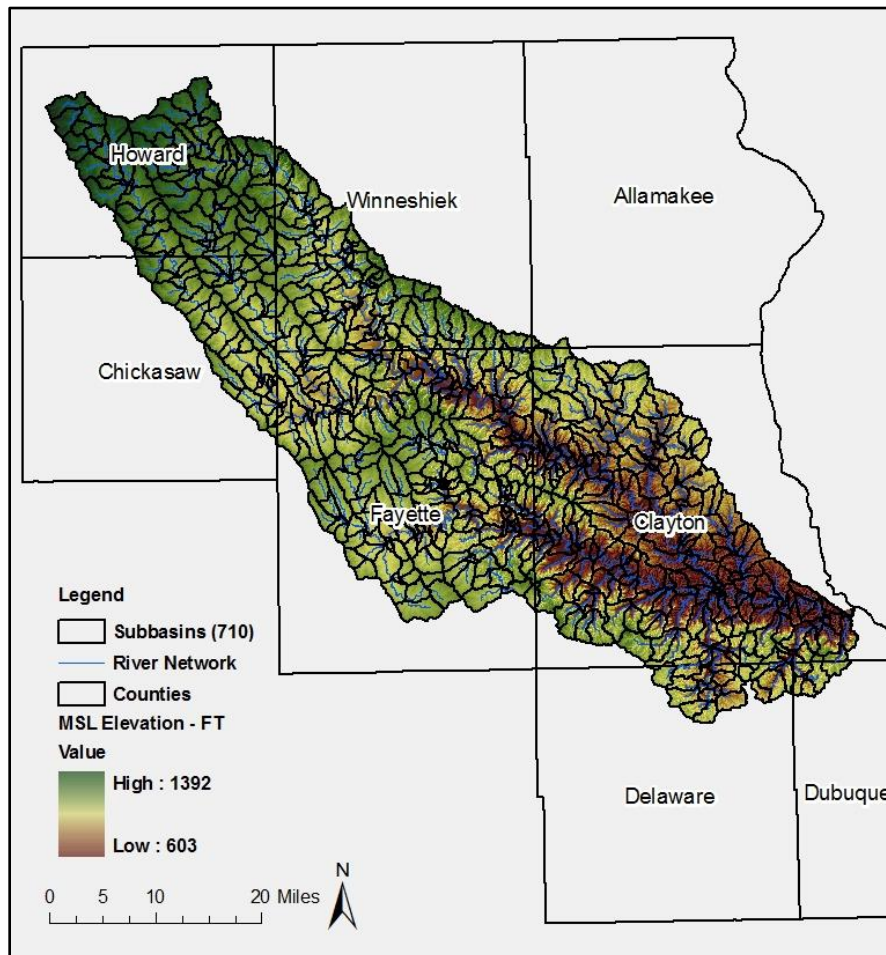 Howard
Winneshiek
Allamakee
Chickasaw
Fayette
Clayton
Legend
Subbasins (710)
River Network
Counties
MSL Elevation - FT
Value
High : 1392
Low : 603
Delaware
Dubuque
N
0 5 10 20 Miles